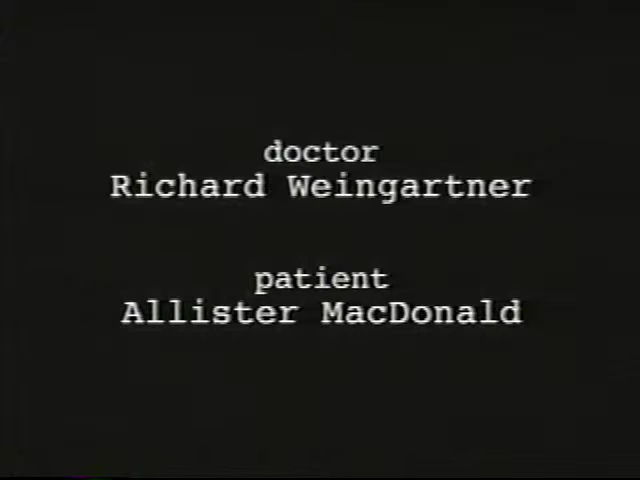 doctor
Richard Weingartner
patient
Allister MacDonald